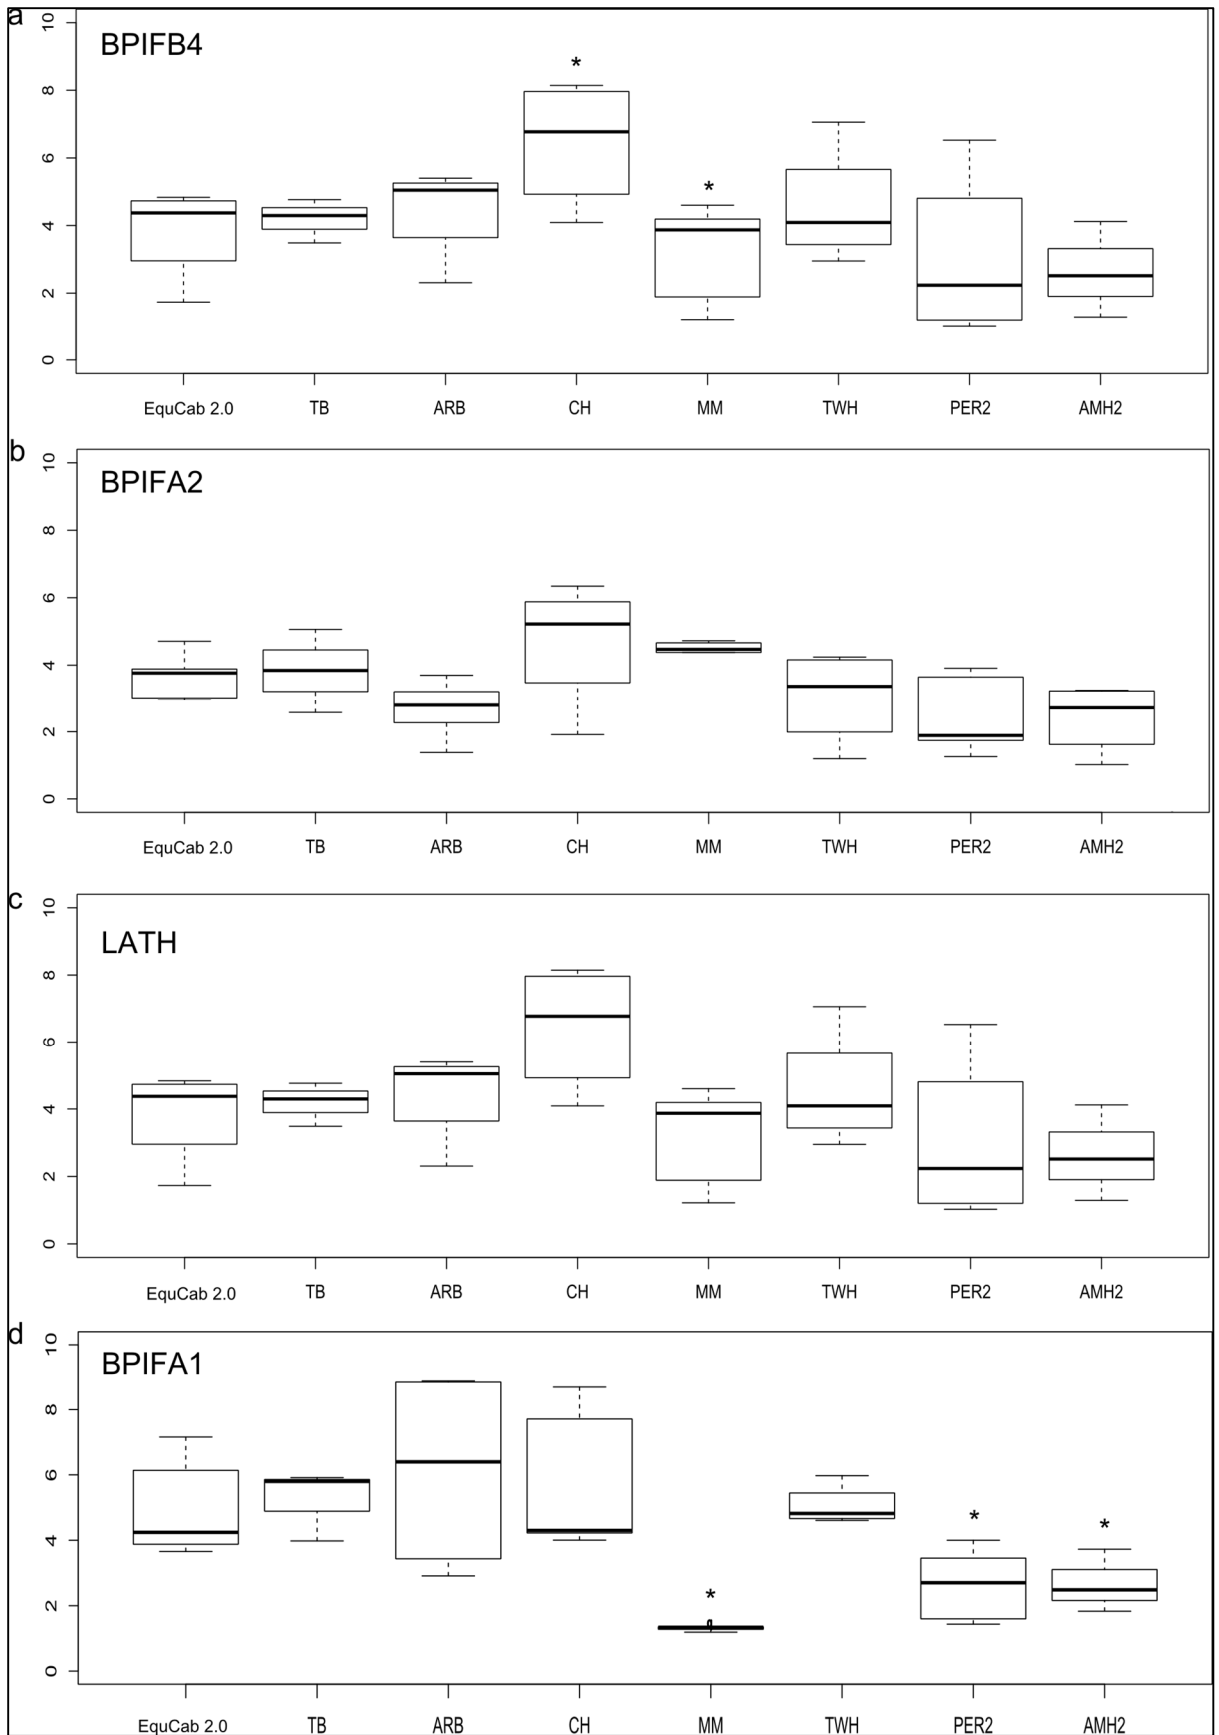 a
BPIFB4
10
8
6
4
2
0
*
*
EquCab 2.0 TB ARB CH MM TWH PER2 AMH2
b
BPIFA2
10
8
6
4
2
0
EquCab 2.0 TB ARB CH MM TWH PER2 AMH2
c
LATH
10
8
6
4
2
0
EquCab 2.0 TB ARB CH MM TWH PER2 AMH2
d
BPIFA1
10
8
6
4
2
0
*
*
*
EquCab 2.0 TB ARB CH MM TWH PER2 AMH2